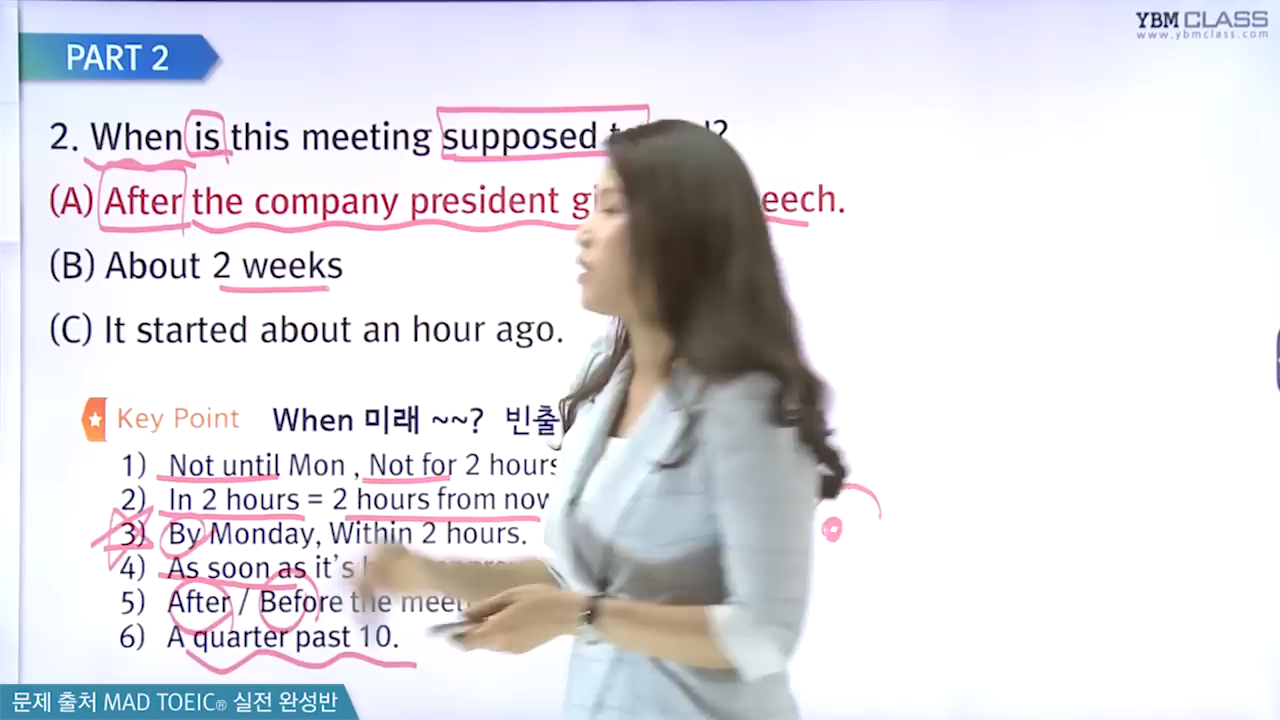 YBM CLASS
www.ybmclass.com
PART 2
2. When is this meeting supposed
(A) After the company president
(B) About 2 weeks
(C) It started about an hour ago.
Key Point When 미래 ~~? 빈출
1) Not until Mon , Not for 2 hours
2) In 2 hours = 2 hours from now
3) By Monday, Within 2 hours.
4) As soon as it's
5) After / Before the
6) A quarter past 10.
문제 출처 MAD TOEIC® 실전 완성반